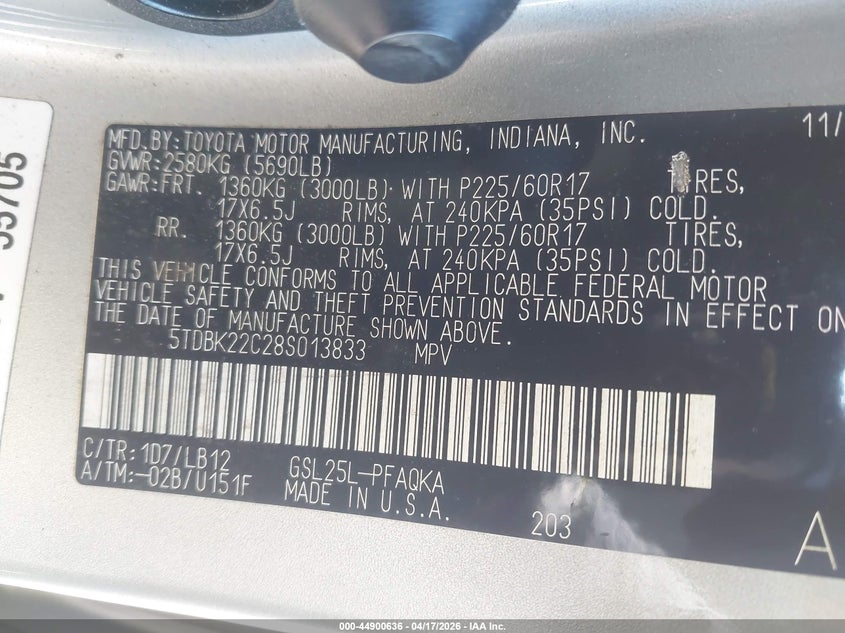 MFD.BY:TOYOTA MOTOR MANUFACTURING, INDIANA, INC. 11/
GVWR:2580KG (5690LB)
GAWR:FRT. 1360KG (3000LB) WITH P225/60R17 TIRES,
17X6.5J RIMS, AT 240KPA (35PSI) COLD.
RR. 1360KG (3000LB) WITH P225/60R17 TIRES,
17X6.5J RIMS, AT 240KPA (35PSI) COLD.
THIS VEHICLE CONFORMS TO ALL APPLICABLE FEDERAL MOTOR
VEHICLE SAFETY AND THEFT PREVENTION STANDARDS IN EFFECT ON
THE DATE OF MANUFACTURE SHOWN ABOVE.
5TDBK22C28S013833 MPV
C/TR:1D7/LB12 GSL25L-PFAQKA
A/TM:-02B/U151F MADE IN U.S.A.
203
A
55705
000-44900636 - 04/17/2026 - IAA Inc.